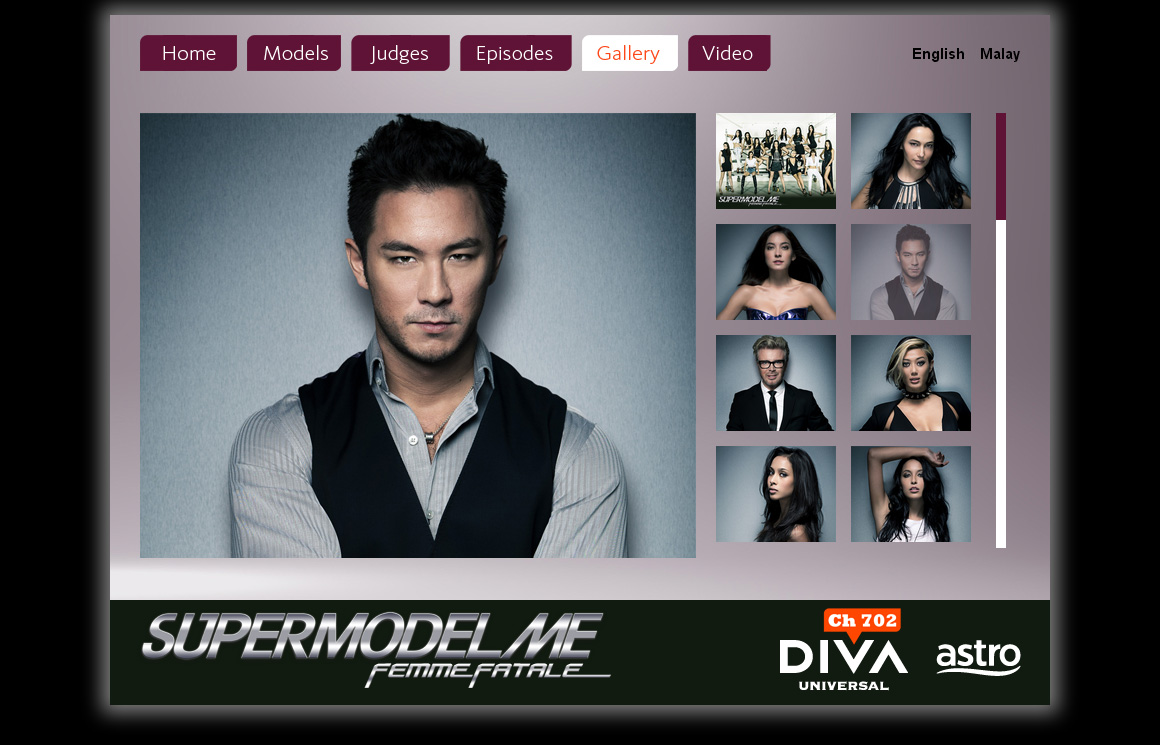 Home Models Judges Episodes Gallery Video English Malay
SUPERMODELME
SUPERMODELME
FEMME FATALE
Ch 702
DIVA
UNIVERSAL
astro